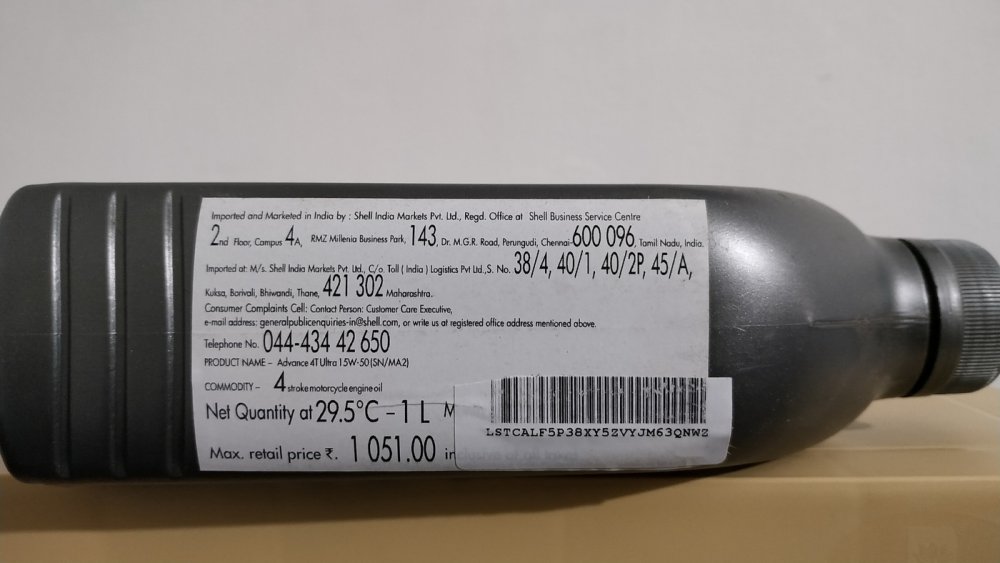 Imported and Marketed in India by : Shell India Markets Pvt. Ltd., Regd. Office at Shell Business Service Centre
2nd Floor, Campus 4A, RMZ Millenia Business Park, 143, Dr. M.G.R. Road, Perungudi, Chennai-600 096, Tamil Nadu, India.
Imported at: M/s. Shell India Markets Pvt. Ltd., C/o. Toll ( India ) Logistics Pvt Ltd.,S. No. 38/4, 40/1, 40/2P, 45/A,
Kuksa, Borivali, Bhiwandi, Thane, 421 302 Maharashtra.
Consumer Complaints Cell: Contact Person: Customer Care Executive,
e-mail address: generalpublicenquiries-in@shell.com, or write us at registered office address mentioned above.
Telephone No. 044-434 42 650
PRODUCT NAME – Advance 4T Ultra 15W-50 (SN/MA2)
COMMODITY – 4 stroke motorcycle engine oil
Net Quantity at 29.5°C – 1 L M
LSTCALF5P38XY5ZVYJM63QNWZ
Max. retail price ₹. 1 051.00 inclusive of all taxes